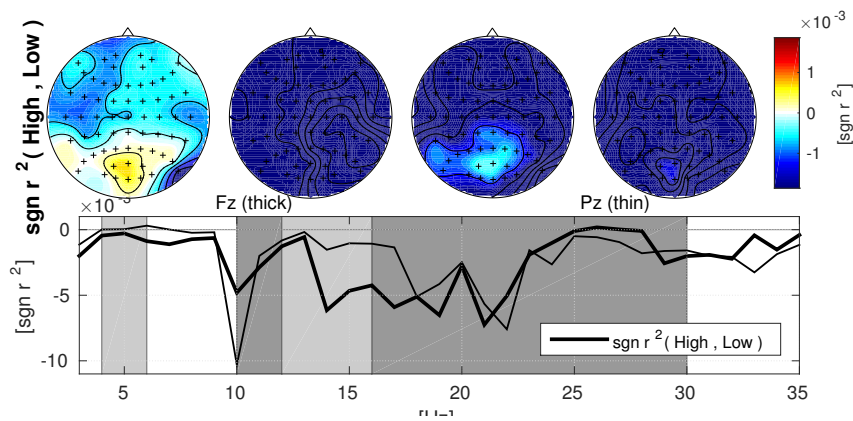 sgn r 2 ( High , Low )
×10 -3
1
0
-1
[sgn r 2]
×10 -3
Fz (thick)
Pz (thin)
0
-5
-10
[sgn r 2]
sgn r 2( High , Low )
5
10
15
20
25
30
35
[Hz]